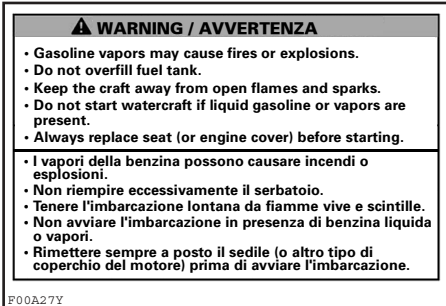 ⚠ WARNING / AVVERTENZA
• Gasoline vapors may cause fires or explosions.
• Do not overfill fuel tank.
• Keep the craft away from open flames and sparks.
• Do not start watercraft if liquid gasoline or vapors are
present.
• Always replace seat (or engine cover) before starting.
• I vapori della benzina possono causare incendi o
esplosioni.
• Non riempire eccessivamente il serbatoio.
• Tenere l'imbarcazione lontana da fiamme vive e scintille.
• Non avviare l'imbarcazione in presenza di benzina liquida
o vapori.
• Rimettere sempre a posto il sedile (o altro tipo di
coperchio del motore) prima di avviare l'imbarcazione.
F00A27Y